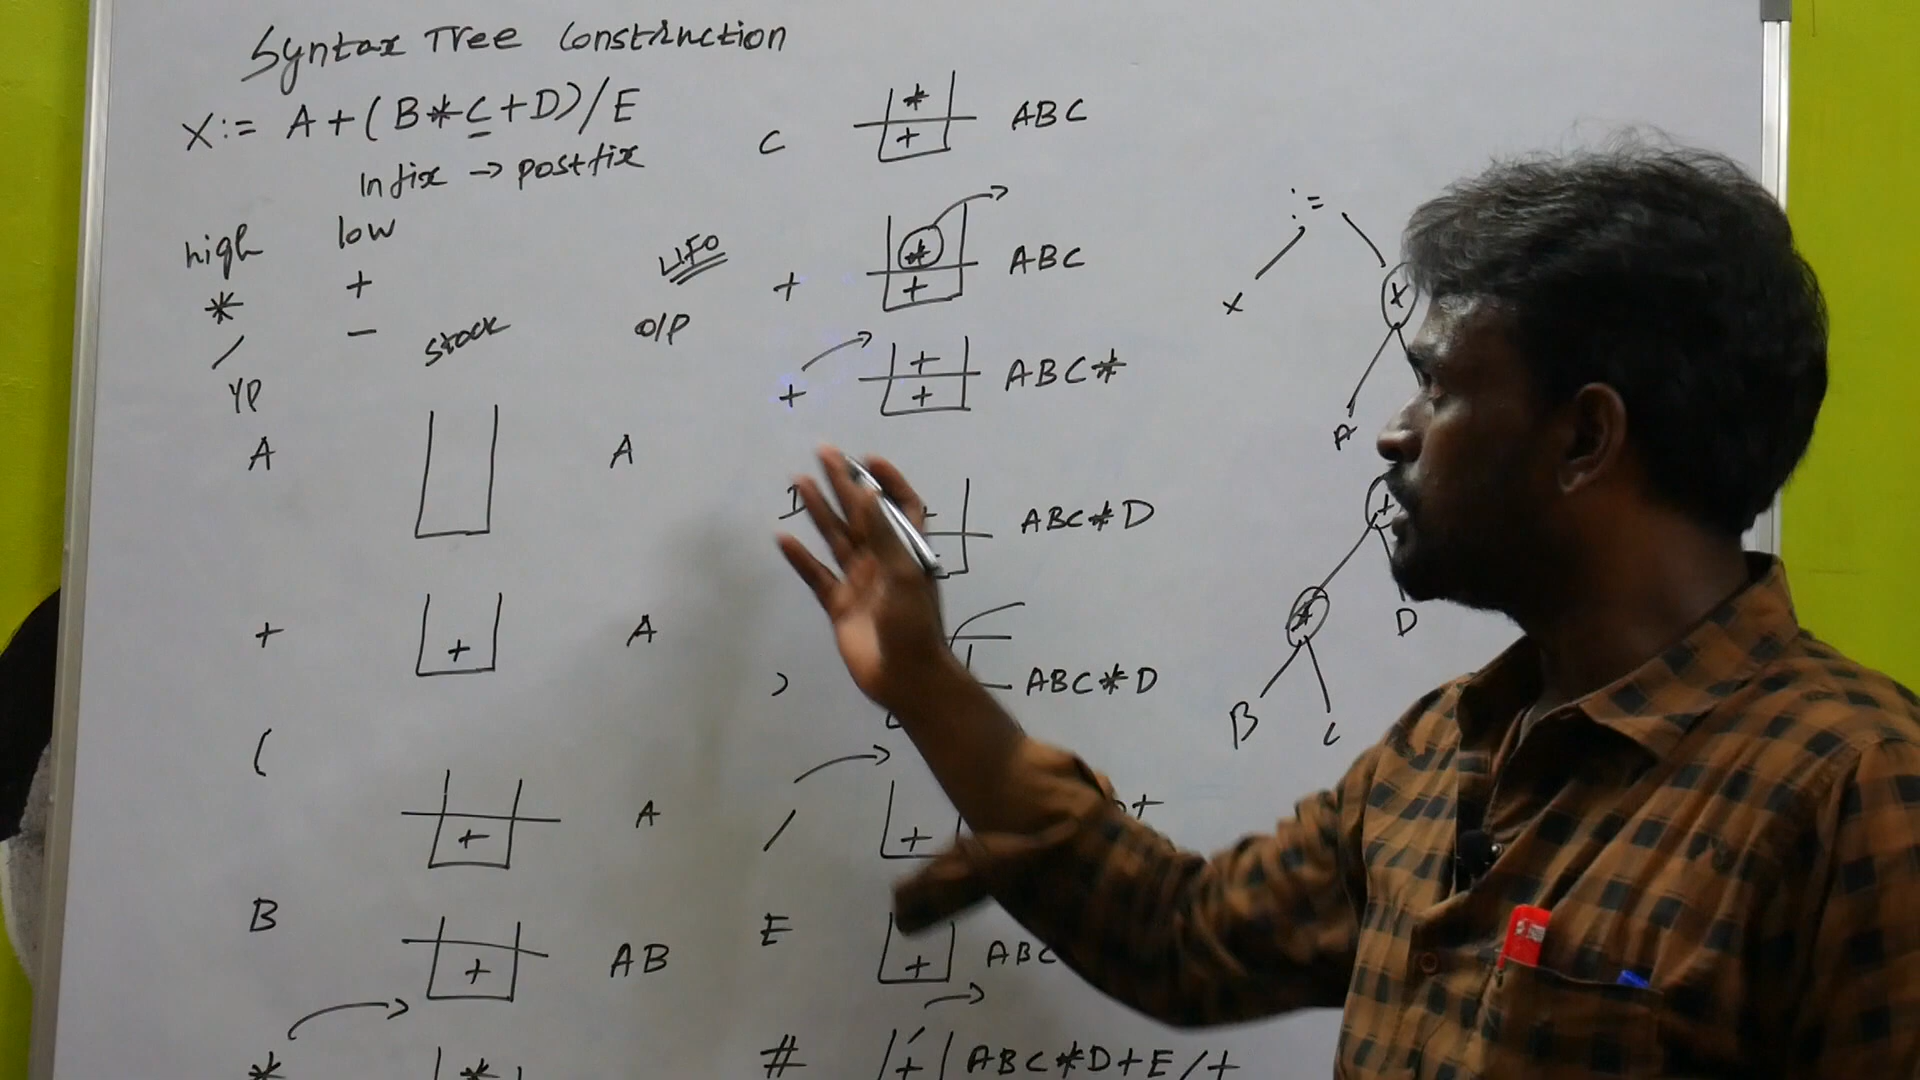 Syntax Tree Construction
X:= A+(B*C+D)/E
Infix → postfix
high low
* +
/ −
stack LIFO O/P
I/P
A A
+ + A
( + A
B + AB
* *
C * + ABC
+ * + ABC
+ + + ABC*
D ABC*D
) ABC*D
/ + +
E + ABC
# / + ABC*D+E/+
:=
X +
A
+
* D
B C